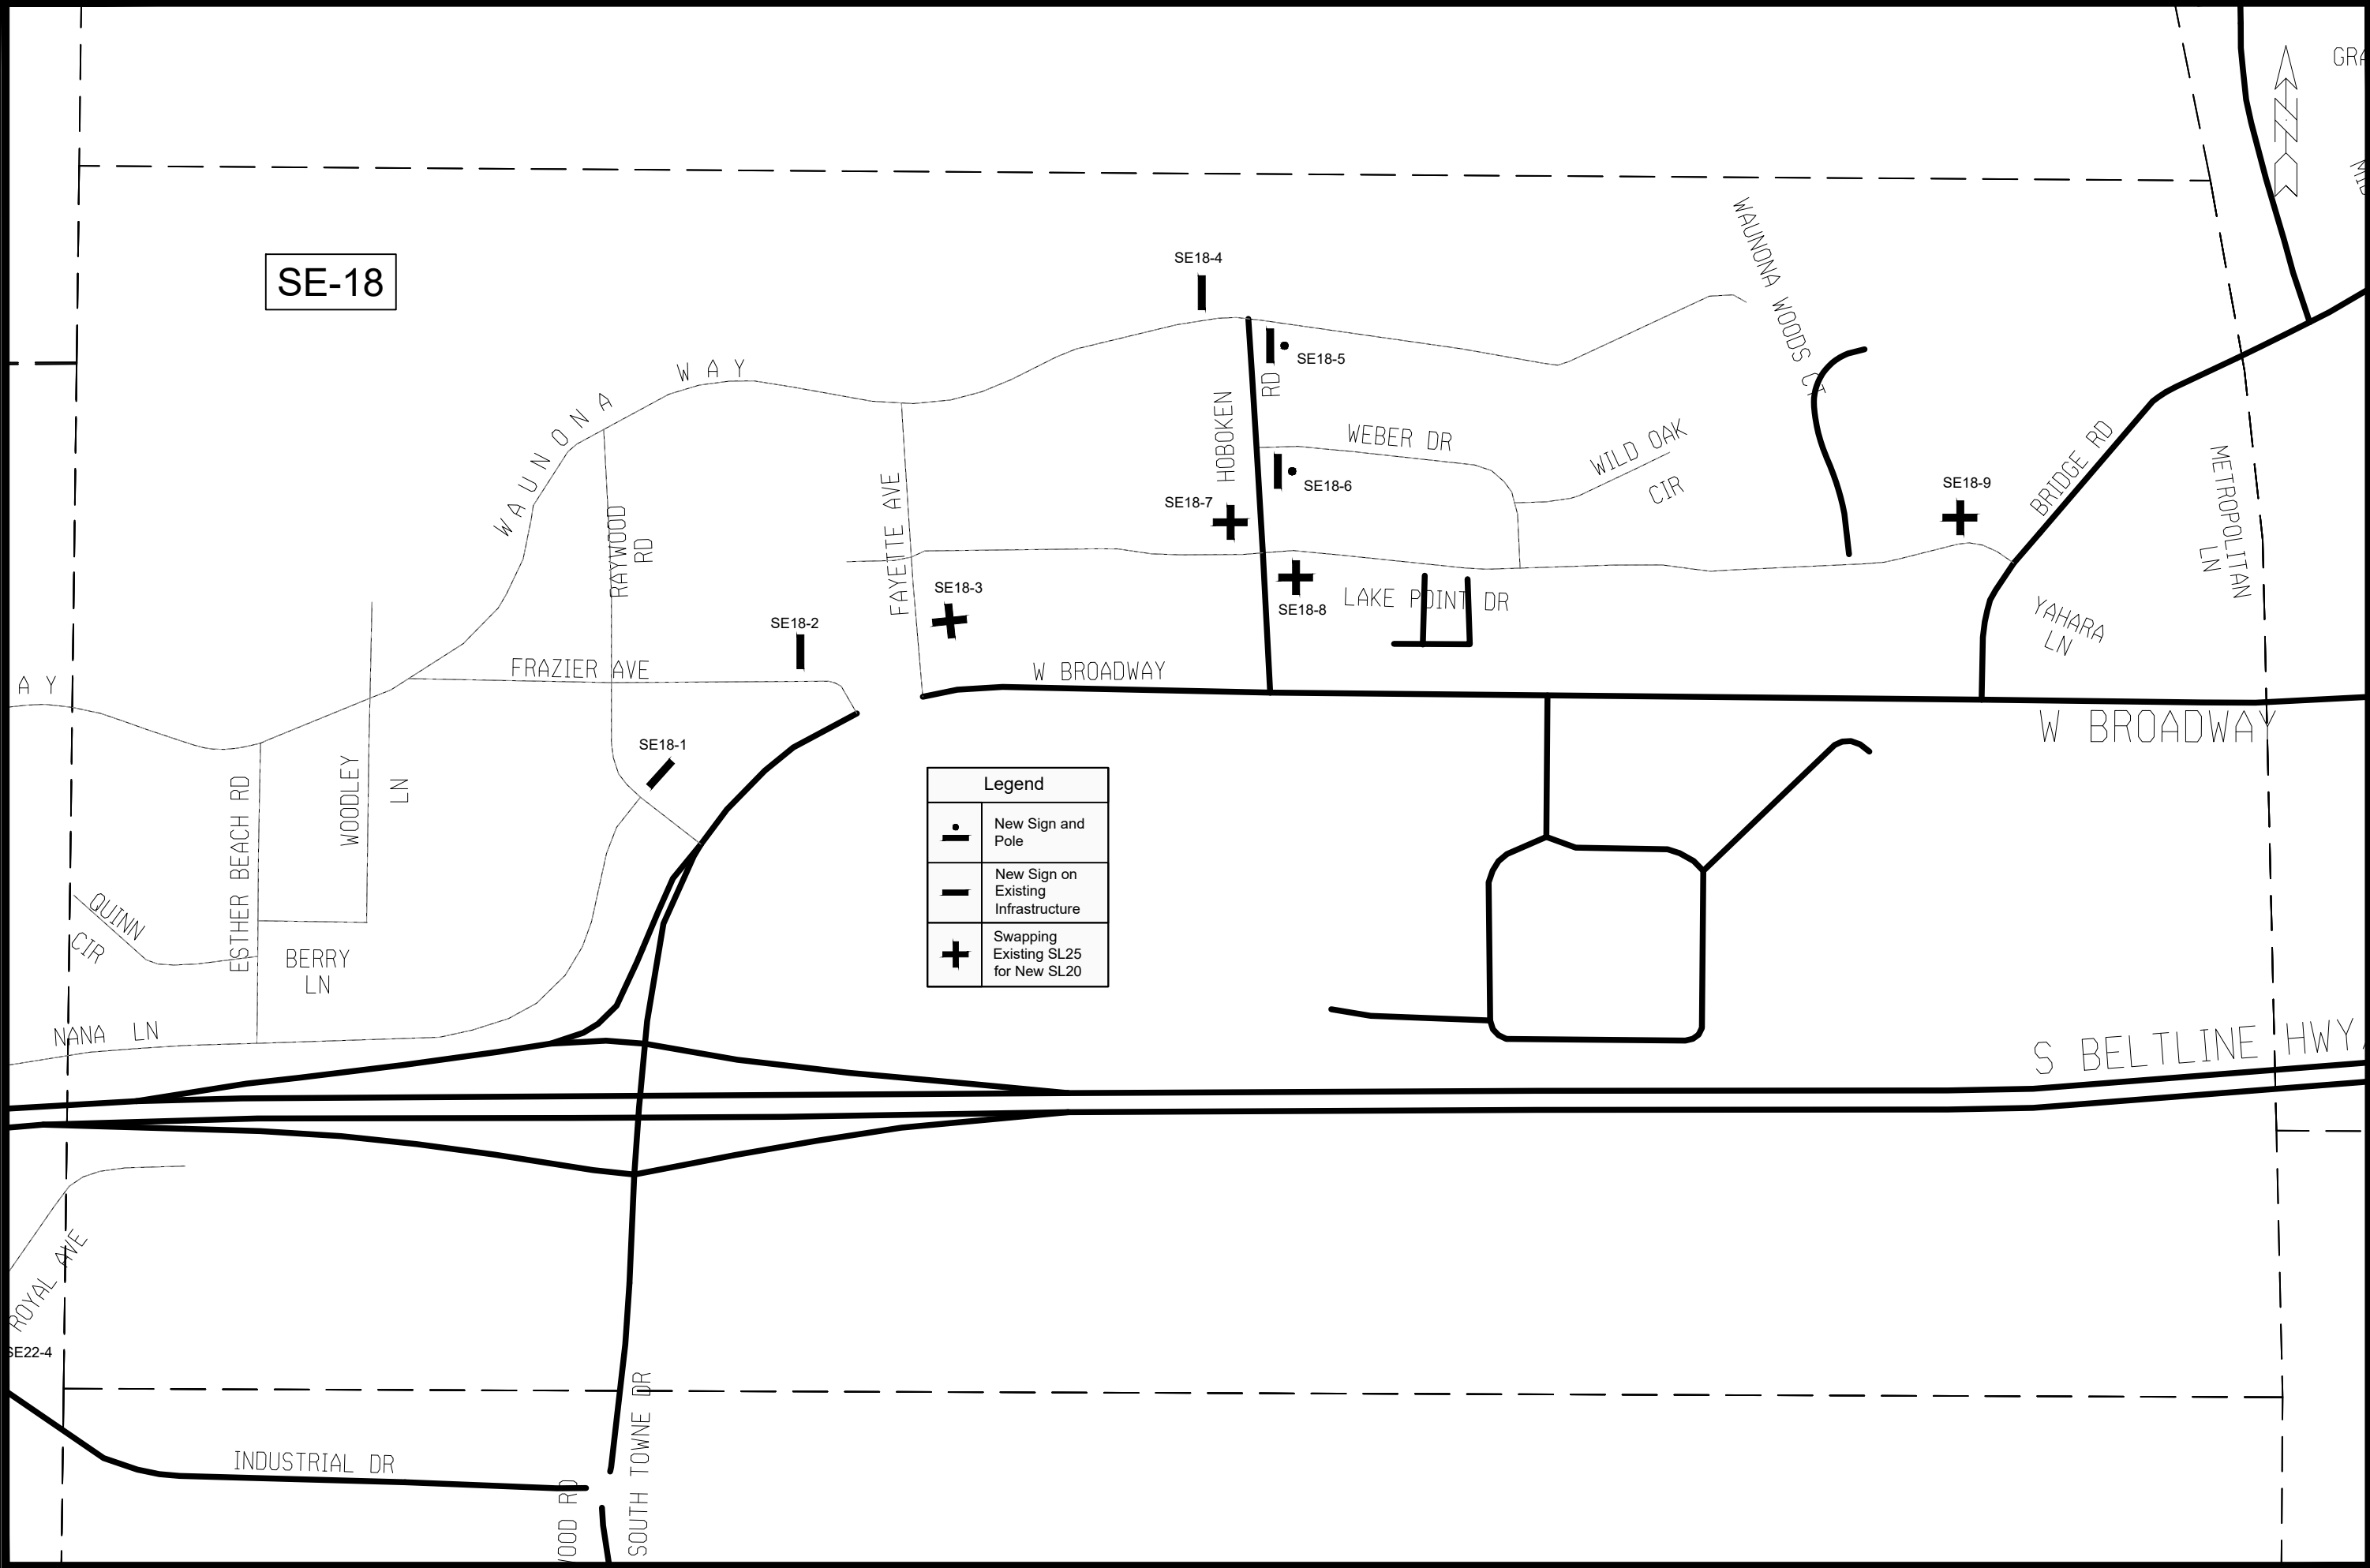 GRA
SE-18
SE18-4
WAUNONA WOODS CT
SE18-5
WAUNONA WAY
RD
HOBOKEN
WEBER DR
WILD OAK
CIR
SE18-6
SE18-7
SE18-9
BRIDGE RD
METROPOLITAN
LN
RAYWOOD
RD
FAYETTE AVE
SE18-3
SE18-8
LAKE POINT DR
SE18-2
YAHARA
LN
FRAZIER AVE
W BROADWAY
A Y
W BROADWAY
SE18-1
WOODLEY
LN
ESTHER BEACH RD
QUINN
CIR
BERRY
LN
NANA LN
Legend
New Sign and
Pole
New Sign on
Existing
Infrastructure
Swapping
Existing SL25
for New SL20
S BELTLINE HWY
ROYAL AVE
SE22-4
INDUSTRIAL DR
SOUTH TOWNE DR
WOOD RD